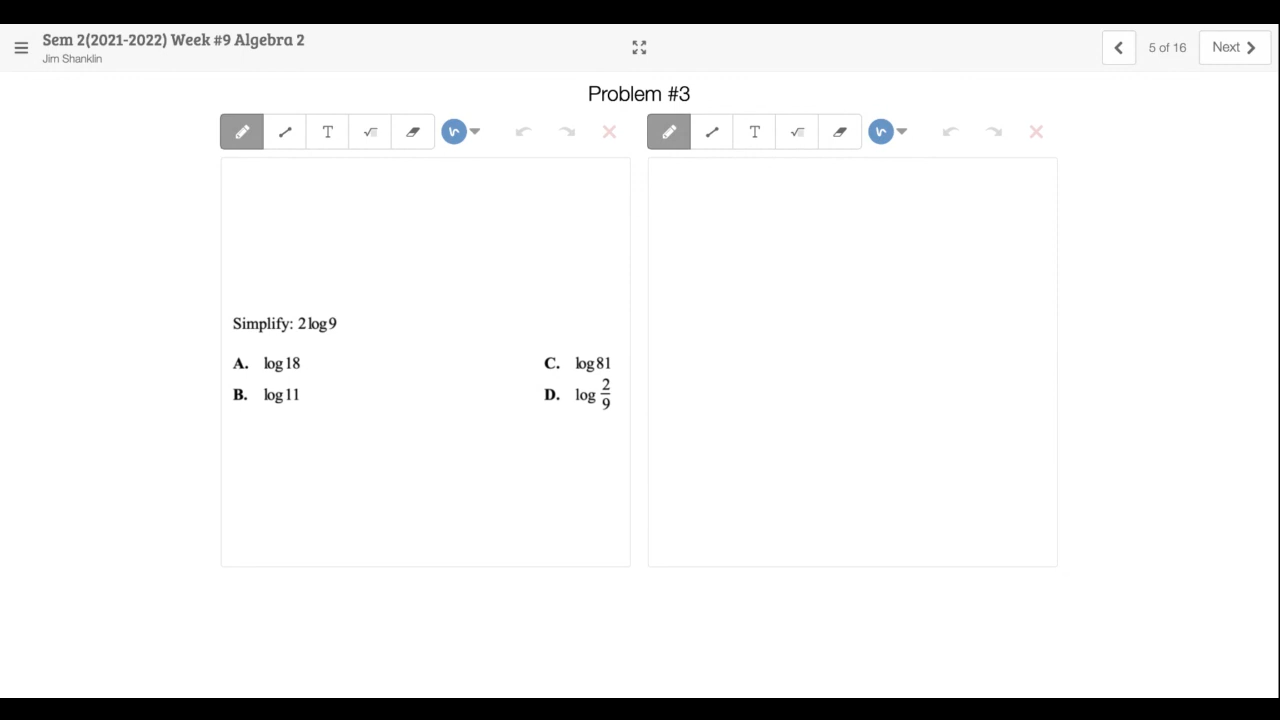 Sem 2(2021-2022) Week #9 Algebra 2
Jim Shanklin
5 of 16
Next
Problem #3
T
T
Simplify: 2 log 9
A. log 18
C. log 81
B. log 11
D. log 2/9